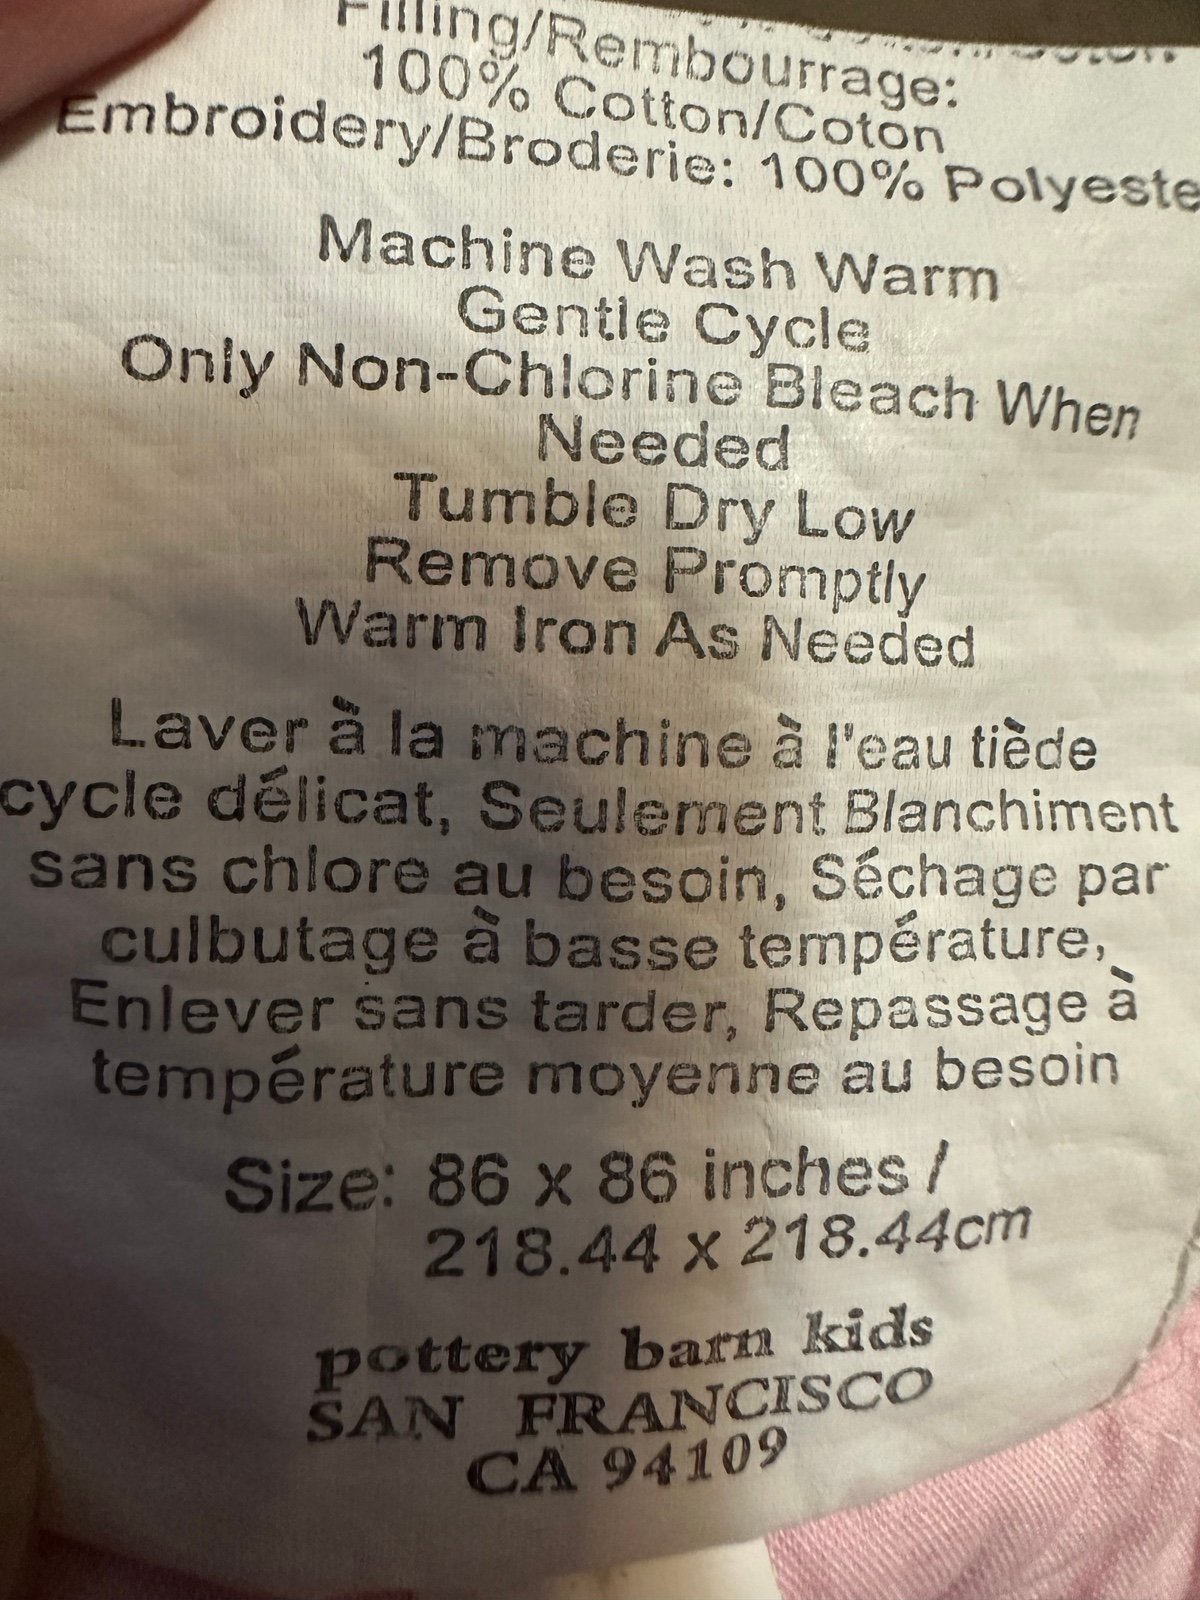 Filling/Rembourrage:
100% Cotton/Coton
Embroidery/Broderie: 100% Polyeste
Machine Wash Warm
Gentle Cycle
Only Non-Chlorine Bleach When
Needed
Tumble Dry Low
Remove Promptly
Warm Iron As Needed
Laver à la machine à l'eau tiède
cycle délicat, Seulement Blanchiment
sans chlore au besoin, Séchage par
culbutage à basse température,
Enlever sans tarder, Repassage à
température moyenne au besoin
Size: 86 x 86 inches /
218.44 x 218.44cm
pottery barn kids
SAN FRANCISCO
CA 94109